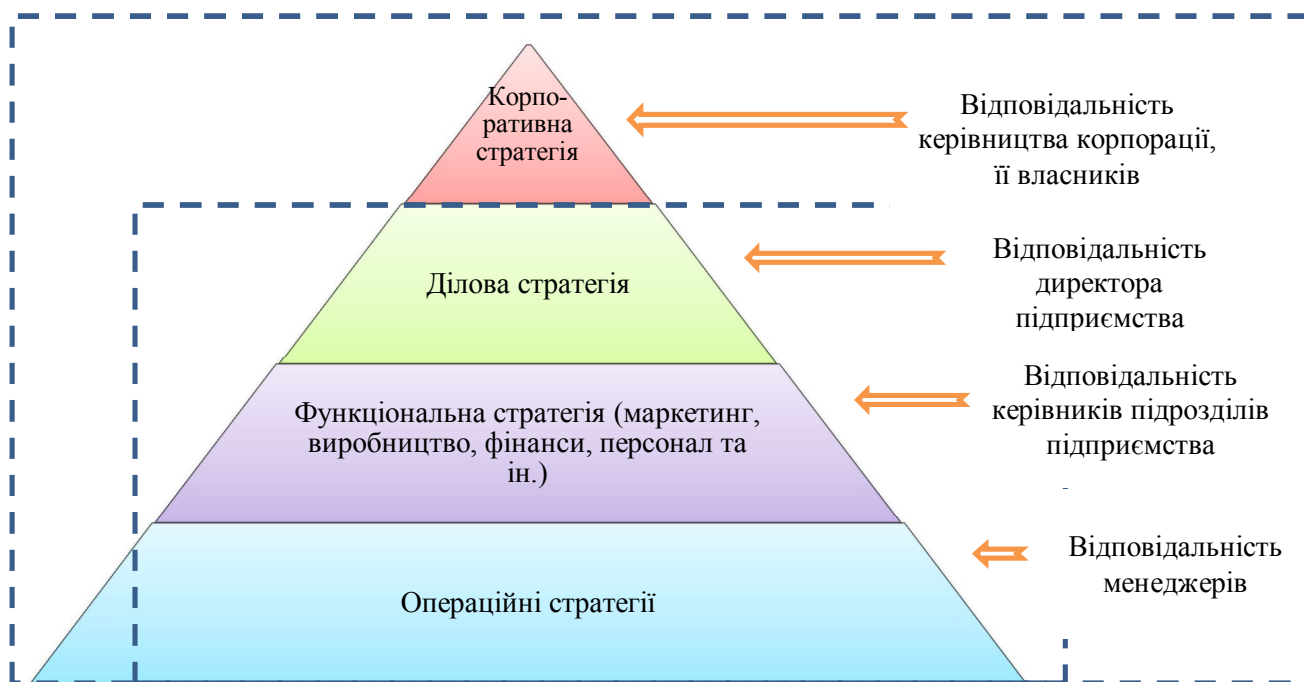 Корпо-
ративна
стратегія
Відповідальність
керівництва корпорації,
її власників
Ділова стратегія
Відповідальність
директора
підприємства
Функціональна стратегія (маркетинг,
виробництво, фінанси, персонал та
ін.)
Відповідальність
керівників підрозділів
підприємства
Операційні стратегії
Відповідальність
менеджерів